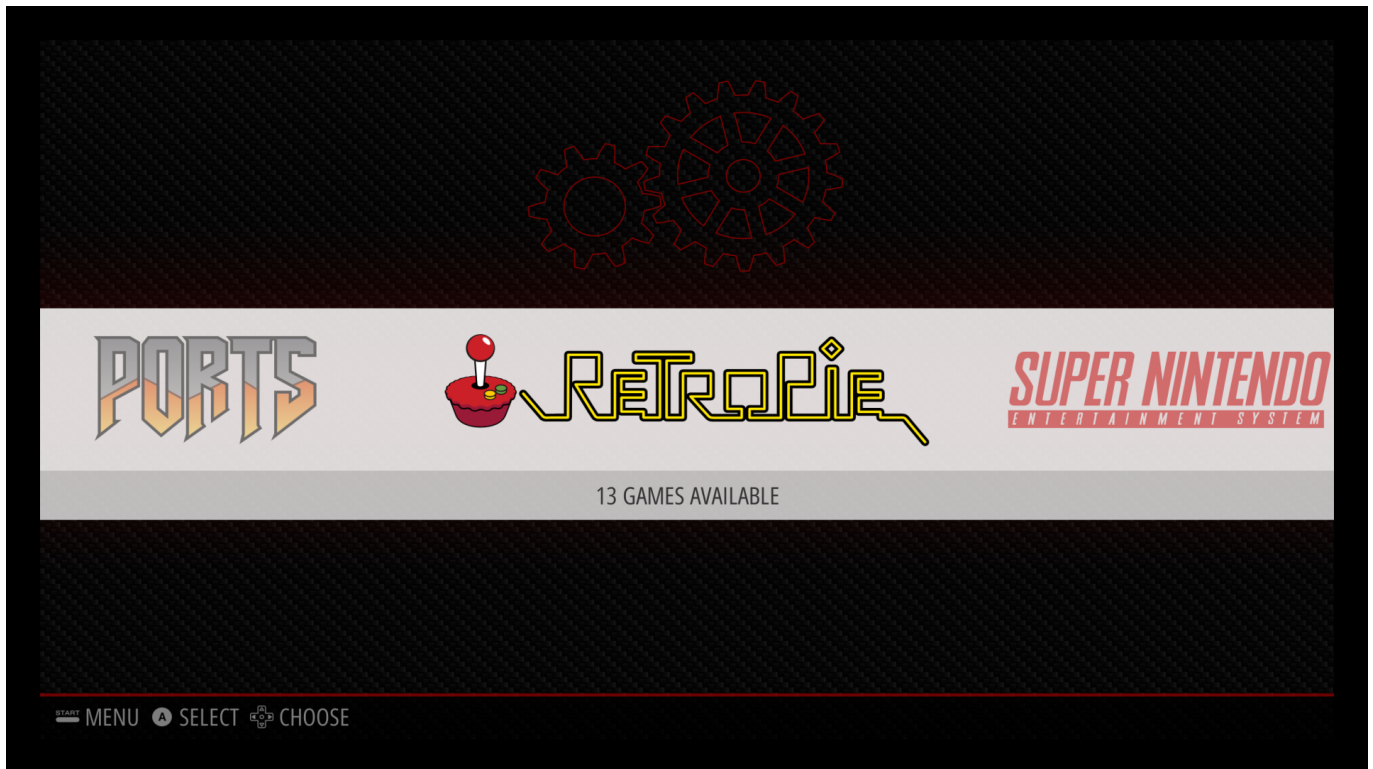 PORTS
RETROPIE
SUPER NINTENDO
ENTERTAINMENT SYSTEM
13 GAMES AVAILABLE
START MENU A SELECT CHOOSE